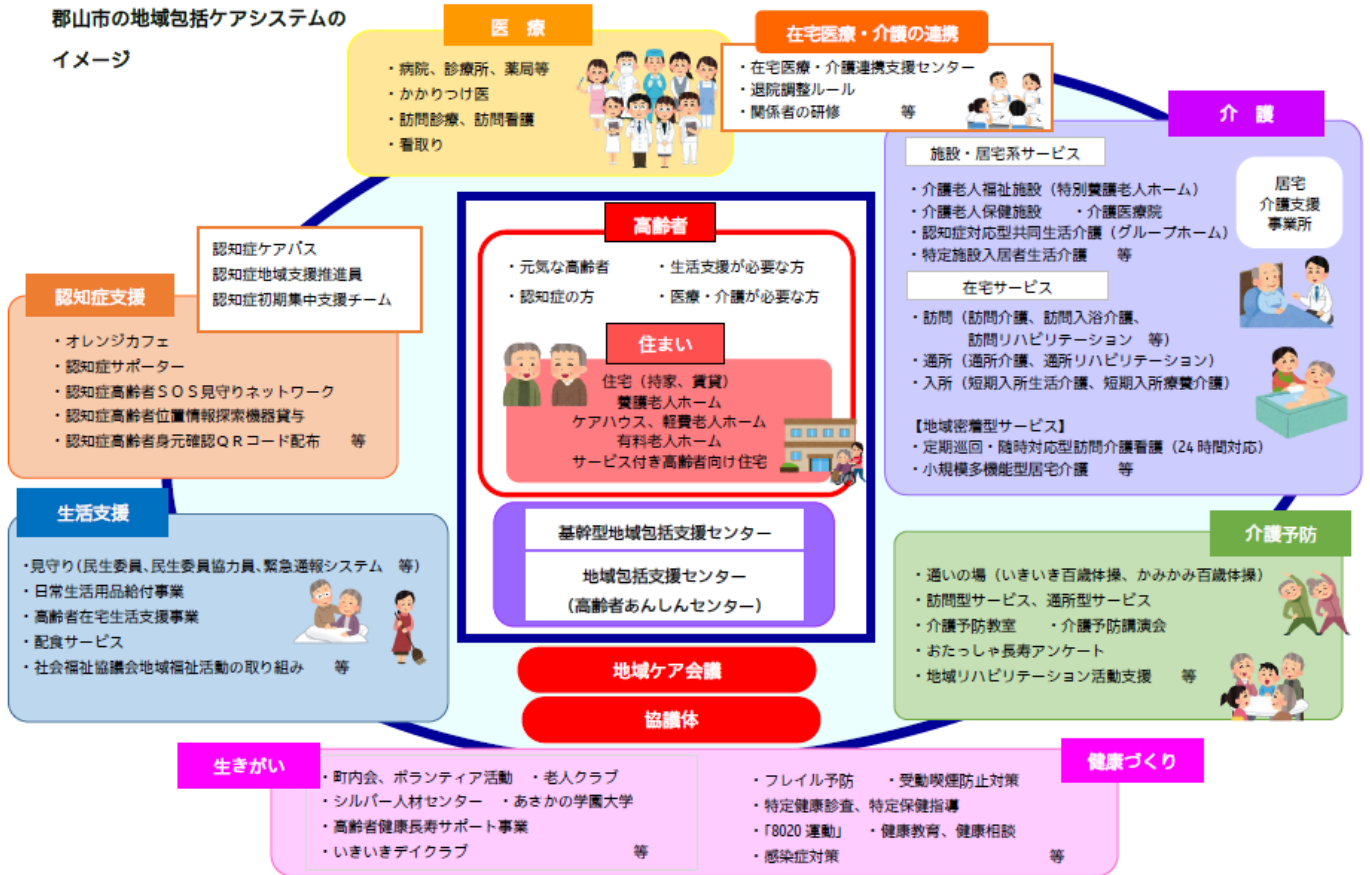 郡山市の地域包括ケアシステムの
イメージ
医 療
・病院、診療所、薬局等
・かかりつけ医
・訪問診療、訪問看護
・看取り
在宅医療・介護の連携
・在宅医療・介護連携支援センター
・退院調整ルール
・関係者の研修 等
介 護
施設・居宅系サービス
・介護老人福祉施設（特別養護老人ホーム）
・介護老人保健施設 ・介護医療院
・認知症対応型共同生活介護（グループホーム）
・特定施設入居者生活介護 等
居宅
介護支援
事業所
在宅サービス
・訪問（訪問介護、訪問入浴介護、
訪問リハビリテーション 等）
・通所（通所介護、通所リハビリテーション）
・入所（短期入所生活介護、短期入所療養介護）
【地域密着型サービス】
・定期巡回・随時対応型訪問介護看護（24時間対応）
・小規模多機能型居宅介護 等
高齢者
・元気な高齢者 ・生活支援が必要な方
・認知症の方 ・医療・介護が必要な方
住まい
住宅（持家、賃貸）
養護老人ホーム
ケアハウス、軽費老人ホーム
有料老人ホーム
サービス付き高齢者向け住宅
基幹型地域包括支援センター
地域包括支援センター
（高齢者あんしんセンター）
地域ケア会議
協議体
認知症ケアパス
認知症地域支援推進員
認知症初期集中支援チーム
認知症支援
・オレンジカフェ
・認知症サポーター
・認知症高齢者ＳＯＳ見守りネットワーク
・認知症高齢者位置情報探索機器貸与
・認知症高齢者身元確認ＱＲコード配布 等
生活支援
・見守り（民生委員、民生委員協力員、緊急通報システム 等）
・日常生活用品給付事業
・高齢者在宅生活支援事業
・配食サービス
・社会福祉協議会地域福祉活動の取り組み 等
介護予防
・通いの場（いきいき百歳体操、かみかみ百歳体操）
・訪問型サービス、通所型サービス
・介護予防教室 ・介護予防講演会
・おたっしゃ長寿アンケート
・地域リハビリテーション活動支援 等
生きがい
・町内会、ボランティア活動 ・老人クラブ
・シルバー人材センター ・あさかの学園大学
・高齢者健康長寿サポート事業
・いきいきデイクラブ 等
健康づくり
・フレイル予防 ・受動喫煙防止対策
・特定健康診査、特定保健指導
・「8020運動」 ・健康教育、健康相談
・感染症対策 等